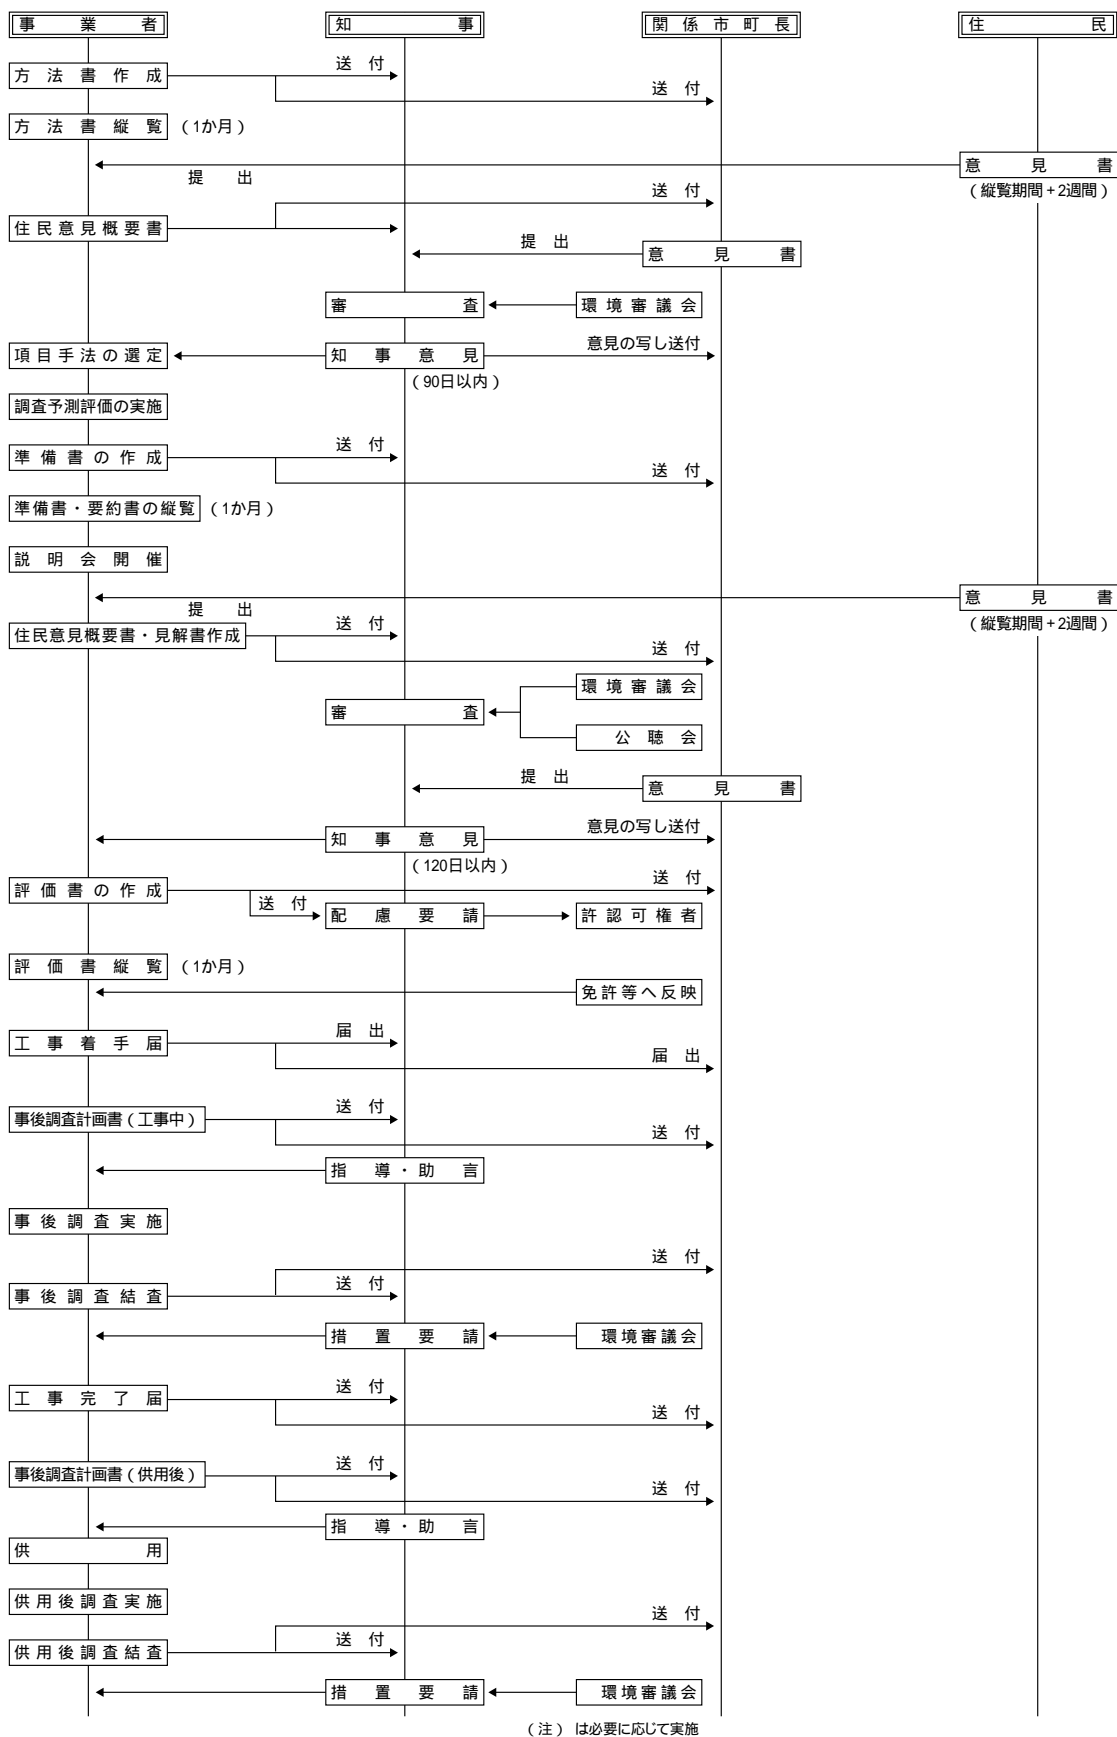 事業者　知事　関係市町長　住民
送付
方法書作成
送付
方法書縦覧（1か月）
意見書
提出
（縦覧期間+2週間）
送付
住民意見概要書
提出
意見書
審査　環境審議会
意見の写し送付
項目手法の選定　知事意見
（90日以内）
調査予測評価の実施
送付
準備書の作成
送付
準備書・要約書の縦覧（1か月）
説明会開催
意見書
提出
（縦覧期間+2週間）
送付
住民意見概要書・見解書作成
送付
環境審議会
審査
公聴会
提出
意見書
意見の写し送付
知事意見
（120日以内）
送付
評価書の作成
送付　配慮要請　許認可権者
評価書縦覧（1か月）
免許等へ反映
届出
工事着手届
届出
送付
事後調査計画書（工事中）
送付
指導・助言
事後調査実施
送付
送付
事後調査結査
措置要請　環境審議会
送付
工事完了届
送付
送付
事後調査計画書（供用後）
送付
指導・助言
供用
供用後調査実施
送付
送付
供用後調査結査
措置要請　環境審議会
（注）　は必要に応じて実施